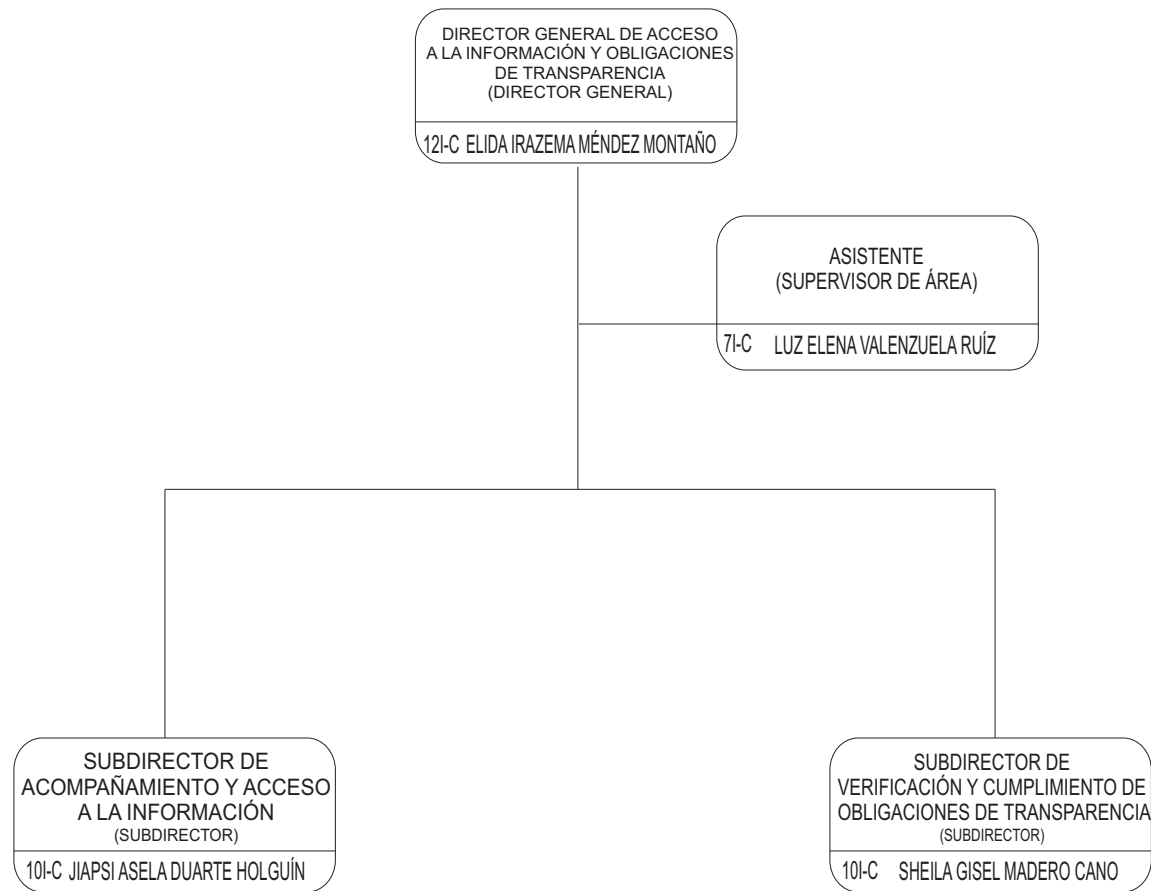 DIRECTOR GENERAL DE ACCESO
A LA INFORMACIÓN Y OBLIGACIONES
DE TRANSPARENCIA
(DIRECTOR GENERAL)
12I-C ELIDA IRAZEMA MÉNDEZ MONTAÑO
ASISTENTE
(SUPERVISOR DE ÁREA)
7I-C LUZ ELENA VALENZUELA RUÍZ
SUBDIRECTOR DE
ACOMPAÑAMIENTO Y ACCESO
A LA INFORMACIÓN
(SUBDIRECTOR)
10I-C JIAPSI ASELA DUARTE HOLGUÍN
SUBDIRECTOR DE
VERIFICACIÓN Y CUMPLIMIENTO DE
OBLIGACIONES DE TRANSPARENCIA
(SUBDIRECTOR)
10I-C SHEILA GISEL MADERO CANO